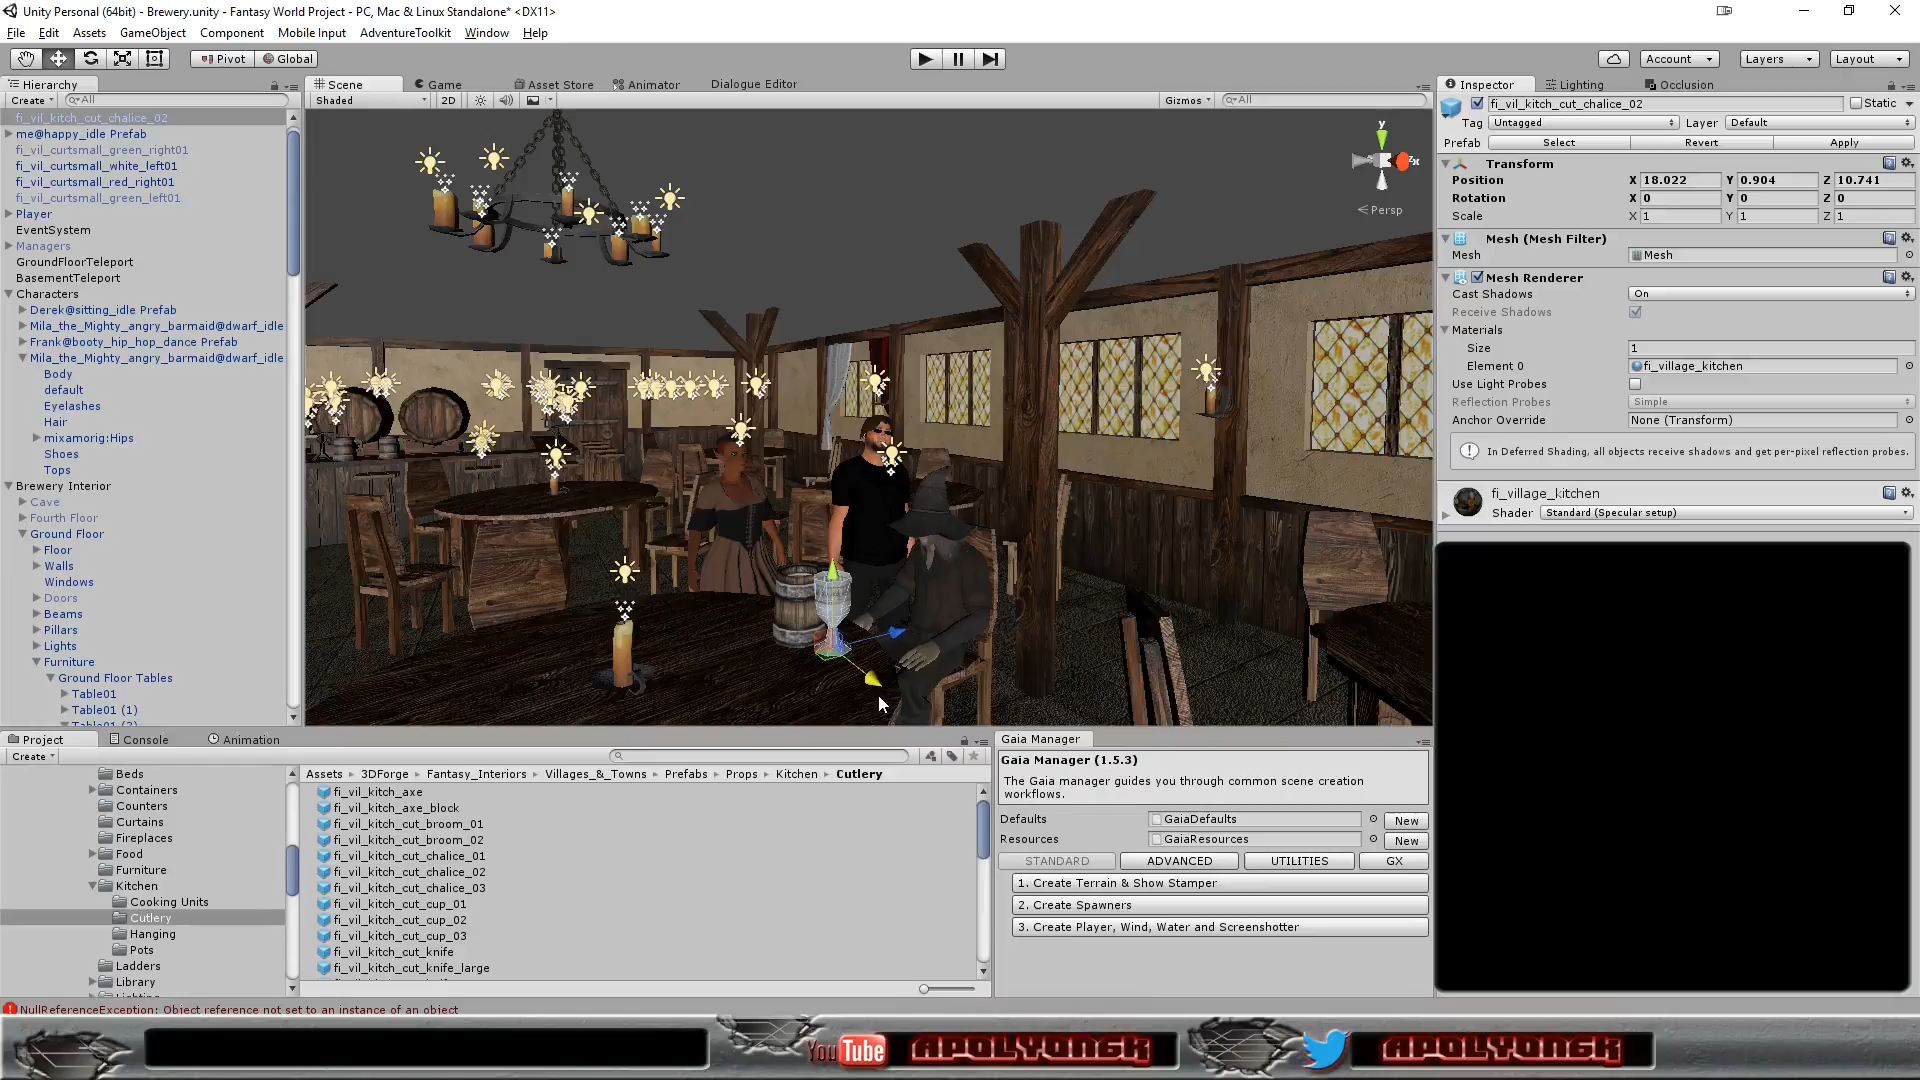 Unity Personal (64bit) - Brewery.unity - Fantasy World Project - PC, Mac & Linux Standalone* <DX11>
File Edit Assets GameObject Component Mobile Input AdventureToolkit Window Help
Pivot Global Account Layers Layout
Hierarchy
Create All
fi_vil_kitch_cut_chalice_02
me@happy_idle Prefab
fi_vil_curtsmall_green_right01
fi_vil_curtsmall_white_left01
fi_vil_curtsmall_red_right01
fi_vil_curtsmall_green_left01
Player
EventSystem
Managers
GroundFloorTeleport
BasementTeleport
Characters
Derek@sitting_idle Prefab
Mila_the_Mighty_angry_barmaid@dwarf_idle
Frank@booty_hip_hop_dance Prefab
Mila_the_Mighty_angry_barmaid@dwarf_idle
Body
default
Eyelashes
Hair
mixamorig:Hips
Shoes
Tops
Brewery Interior
Cave
Fourth Floor
Ground Floor
Floor
Walls
Windows
Doors
Beams
Pillars
Lights
Furniture
Ground Floor Tables
Table01
Table01 (1)
Table01 (2)
Scene Game Asset Store Animator Dialogue Editor
Shaded 2D Gizmos All
y
x
Persp
Inspector Lighting Occlusion
fi_vil_kitch_cut_chalice_02 Static
Tag Untagged Layer Default
Prefab Select Revert Apply
Transform
Position X 18.022 Y 0.904 Z 10.741
Rotation X 0 Y 0 Z 0
Scale X 1 Y 1 Z 1
Mesh (Mesh Filter)
Mesh Mesh
Mesh Renderer
Cast Shadows On
Receive Shadows
Materials
Size 1
Element 0 fi_village_kitchen
Use Light Probes
Reflection Probes Simple
Anchor Override None (Transform)
In Deferred Shading, all objects receive shadows and get per-pixel reflection probes.
fi_village_kitchen
Shader Standard (Specular setup)
Project Console Animation
Create
Beds
Containers
Counters
Curtains
Fireplaces
Food
Furniture
Kitchen
Cooking Units
Cutlery
Hanging
Pots
Ladders
Library
Lighting
Assets 3DForge Fantasy_Interiors Villages_&_Towns Prefabs Props Kitchen Cutlery
fi_vil_kitch_axe
fi_vil_kitch_axe_block
fi_vil_kitch_cut_broom_01
fi_vil_kitch_cut_broom_02
fi_vil_kitch_cut_chalice_01
fi_vil_kitch_cut_chalice_02
fi_vil_kitch_cut_chalice_03
fi_vil_kitch_cut_cup_01
fi_vil_kitch_cut_cup_02
fi_vil_kitch_cut_cup_03
fi_vil_kitch_cut_knife
fi_vil_kitch_cut_knife_large
Gaia Manager
Gaia Manager (1.5.3)
The Gaia manager guides you through common scene creation
workflows.
Defaults GaiaDefaults New
Resources GaiaResources New
STANDARD ADVANCED UTILITIES GX
1. Create Terrain & Show Stamper
2. Create Spawners
3. Create Player, Wind, Water and Screenshotter
NullReferenceException: Object reference not set to an instance of an object
YouTube APOLYONGK APOLYONGK